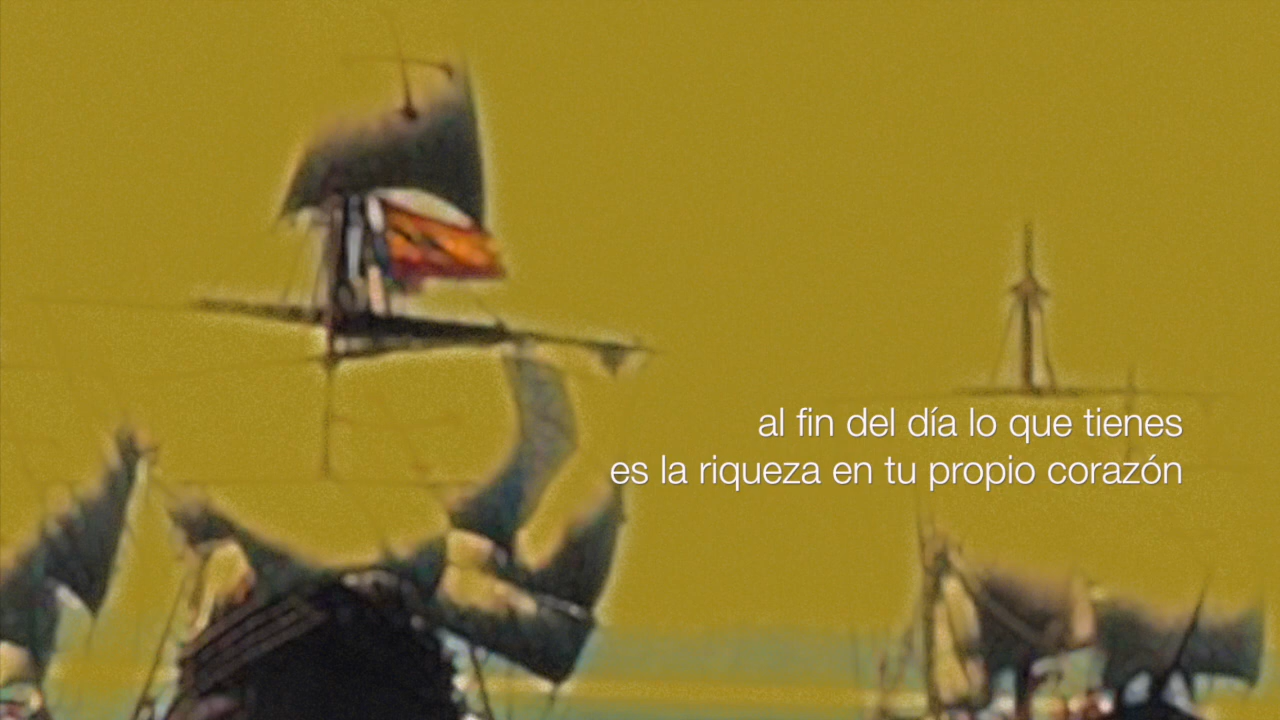 al fin del día lo que tienes
es la riqueza en tu propio corazón